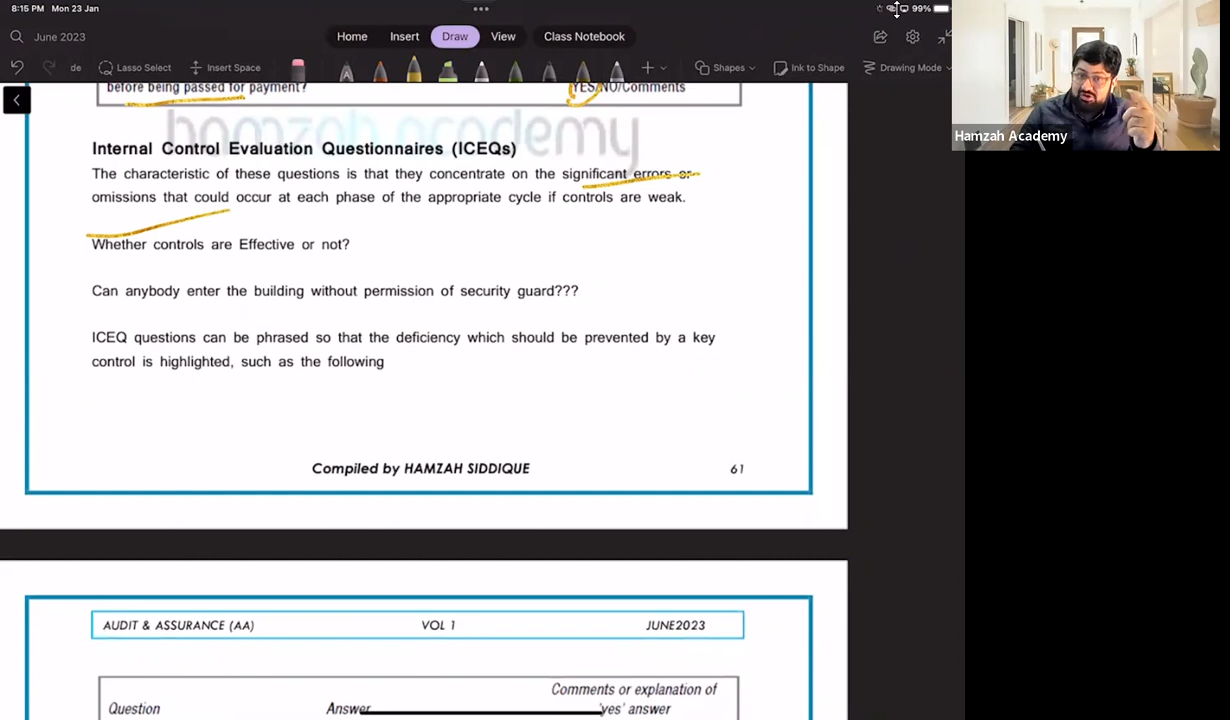 8:15 PM Mon 23 Jan
99%
June 2023
Home Insert Draw View Class Notebook
de Lasso Select Insert Space Shapes Ink to Shape Drawing Mode
before being passed for payment? YES/NO/Comments
hamzah academy
Internal Control Evaluation Questionnaires (ICEQs)
The characteristic of these questions is that they concentrate on the significant errors or
omissions that could occur at each phase of the appropriate cycle if controls are weak.
Whether controls are Effective or not?
Can anybody enter the building without permission of security guard???
ICEQ questions can be phrased so that the deficiency which should be prevented by a key
control is highlighted, such as the following
Compiled by HAMZAH SIDDIQUE 61
AUDIT & ASSURANCE (AA) VOL 1 JUNE2023
Comments or explanation of
Question Answer 'yes' answer
Hamzah Academy